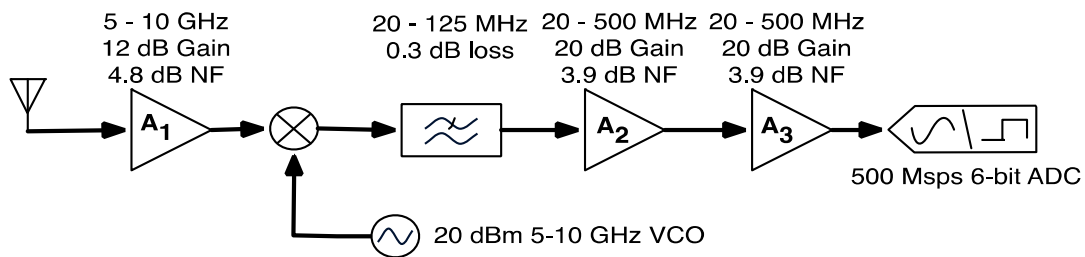 5 - 10 GHz
12 dB Gain
4.8 dB NF
20 - 125 MHz
0.3 dB loss
20 - 500 MHz
20 dB Gain
3.9 dB NF
20 - 500 MHz
20 dB Gain
3.9 dB NF
A1
A2
A3
500 Msps 6-bit ADC
20 dBm 5-10 GHz VCO